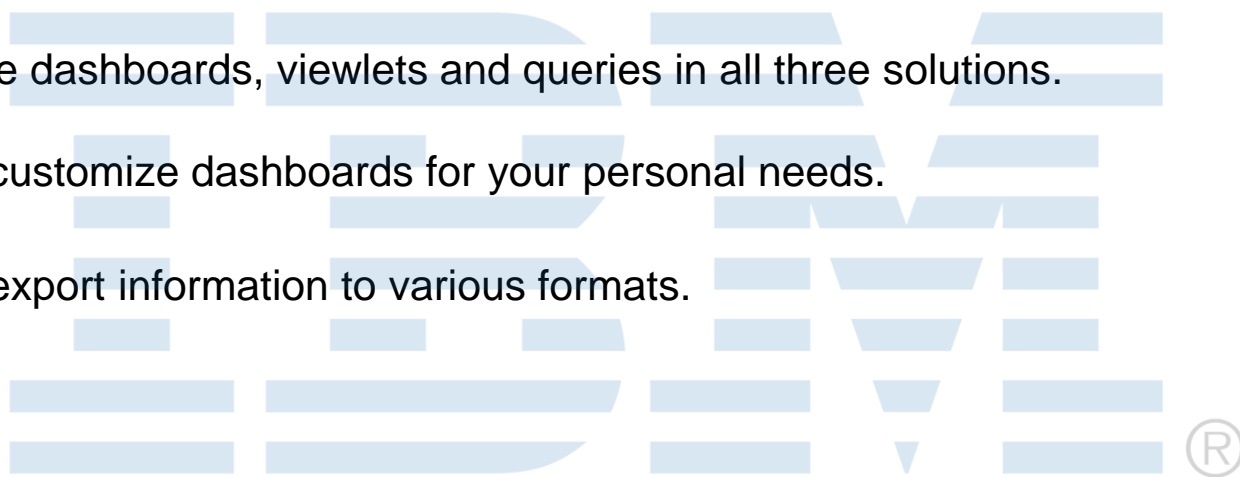 e dashboards, viewlets and queries in all three solutions.
customize dashboards for your personal needs.
export information to various formats.
IBM
®